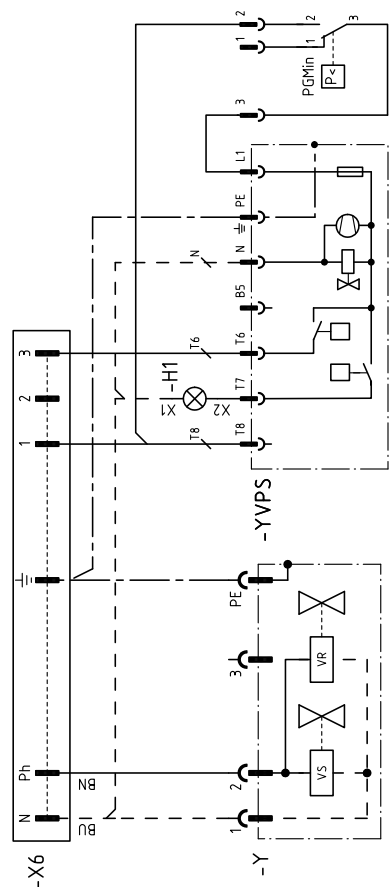 2
1
3
2
1
3
PGMin
P<
L1
PE
N
N
B5
T6
T6
-H1
X1
X2
T7
T8
T8
3
2
1
-YVPS
PE
3
VR
Ph
BN
2
VS
N
BU
1
-X6
-Y